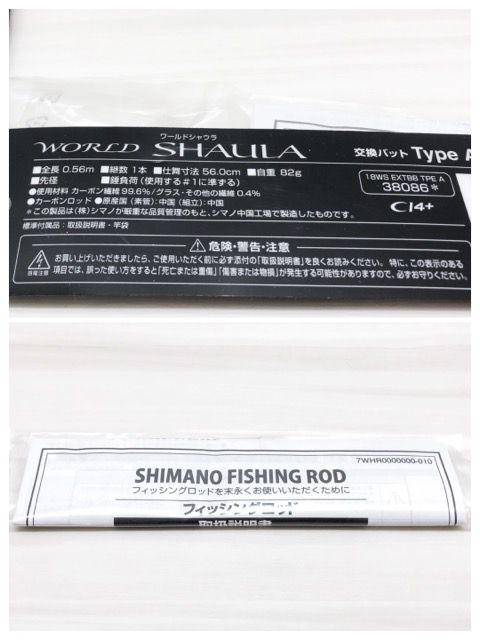 ワールドシャウラ
WORLD SHAULA
交換バット Type A
■全長 0.56m ■継数 1本 ■仕舞寸法 56.0cm ■自重 82g
■先径 ■錘負荷 (使用する#1に準ずる)
●使用材料 カーボン繊維 99.6%/グラス・その他の繊維 0.4%
●カーボンロッド ●原産国 (素管):中国 (組立):中国
*この製品は(株)シマノが厳重な品質管理のもと、シマノ中国工場で製造したものです。
標準付属品:取扱説明書・竿袋
18WS EXTBB TPE A
38086*
CI4+
危険・警告・注意
感電注意
お買い上げいただきましたら、ご使用いただく前に必ず添付の「取扱説明書」を良くお読みください。特に、この表示のある
項目では、誤った使い方をすると「死亡または重傷」「傷害または物損」が発生する可能性がありますので、必ずお守りください。
7WHR0000000-010
SHIMANO FISHING ROD
フィッシングロッドを末永くお使いいただくために
フィッシングロッド
取扱説明書